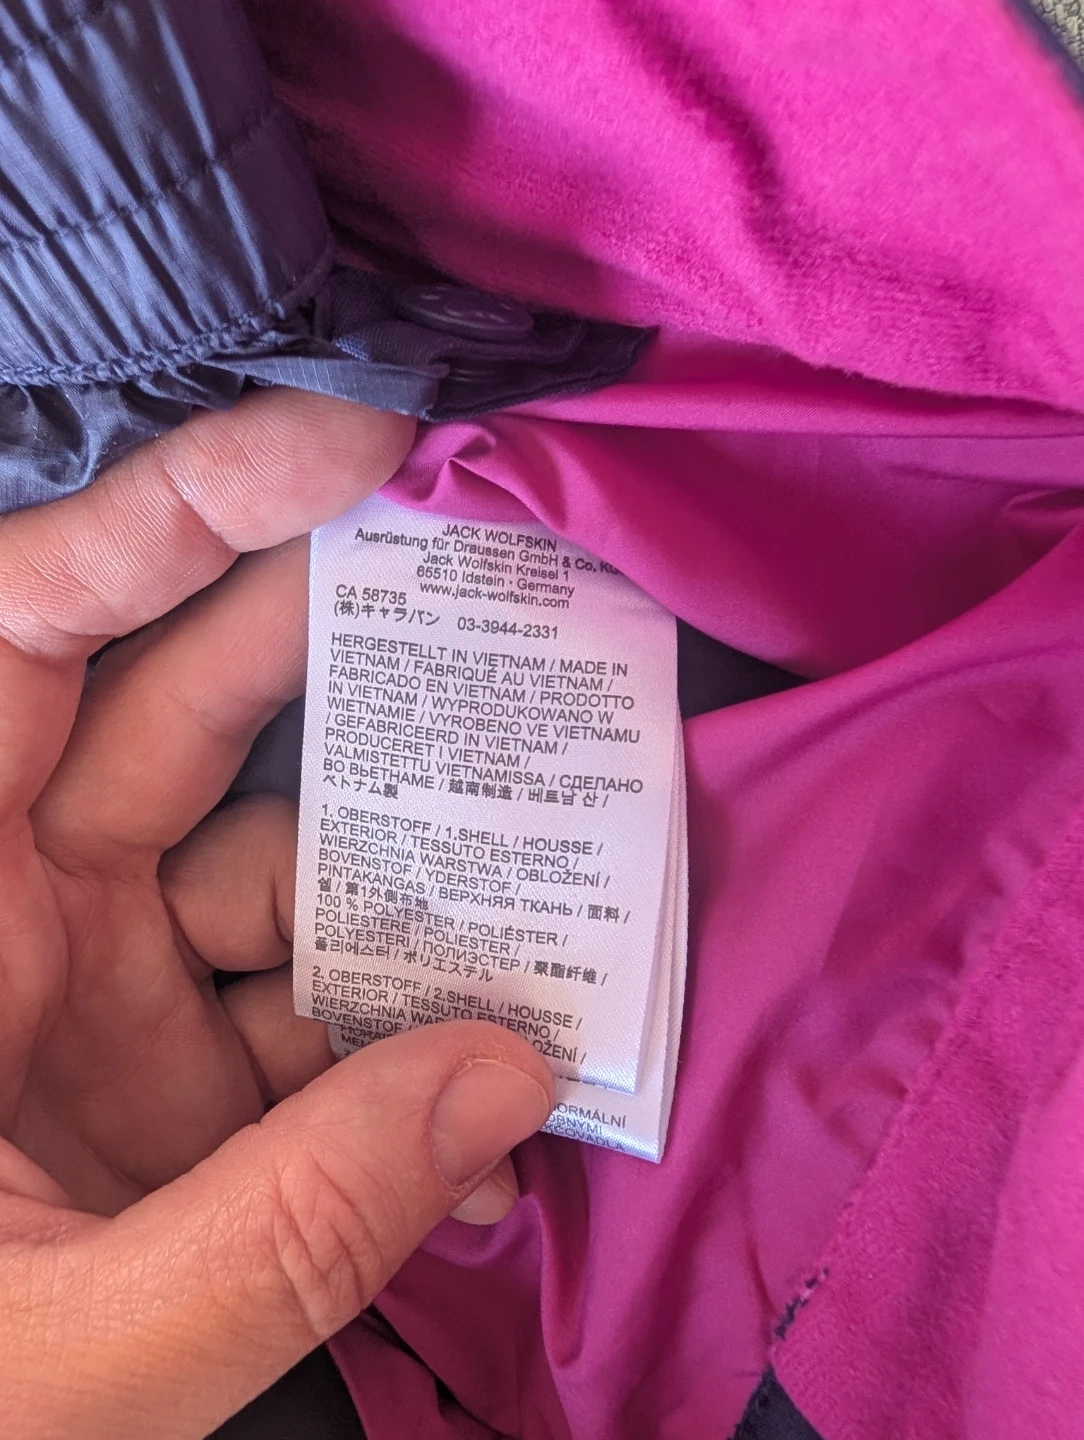 JACK WOLFSKIN
Ausrüstung für Draussen GmbH & Co.
Jack Wolfskin Kreisel 1
65510 Idstein · Germany
www.jack-wolfskin.com
CA 58735
(株)キャラバン 03-3944-2331
HERGESTELLT IN VIETNAM / MADE IN
VIETNAM / FABRIQUÉ AU VIETNAM /
FABRICADO EN VIETNAM / PRODOTTO
IN VIETNAM / WYPRODUKOWANO W
WIETNAMIE / VYROBENO VE VIETNAMU
/ GEFABRICEERD IN VIETNAM /
PRODUCERET I VIETNAM /
VALMISTETTU VIETNAMISSA / СДЕЛАНО
ВО ВЬЕТНАМЕ / 越南制造 / 베트남 산 /
ベトナム製
1. OBERSTOFF / 1.SHELL / HOUSSE /
EXTERIOR / TESSUTO ESTERNO /
WIERZCHNIA WARSTWA / OBLOŽENÍ /
BOVENSTOF / YDERSTOF /
PINTAKANGAS / ВЕРХНЯЯ ТКАНЬ / 面料 /
쉘 / 第1外側布地
100 % POLYESTER / POLIÉSTER /
POLIESTERE / POLIESTER /
POLYESTERI / ПОЛИЭСТЕР / 聚酯纤维 /
폴리에스터 / ポリエステル
2. OBERSTOFF / 2.SHELL / HOUSSE /
EXTERIOR / TESSUTO ESTERNO /
WIERZCHNIA
BOVENSTOF